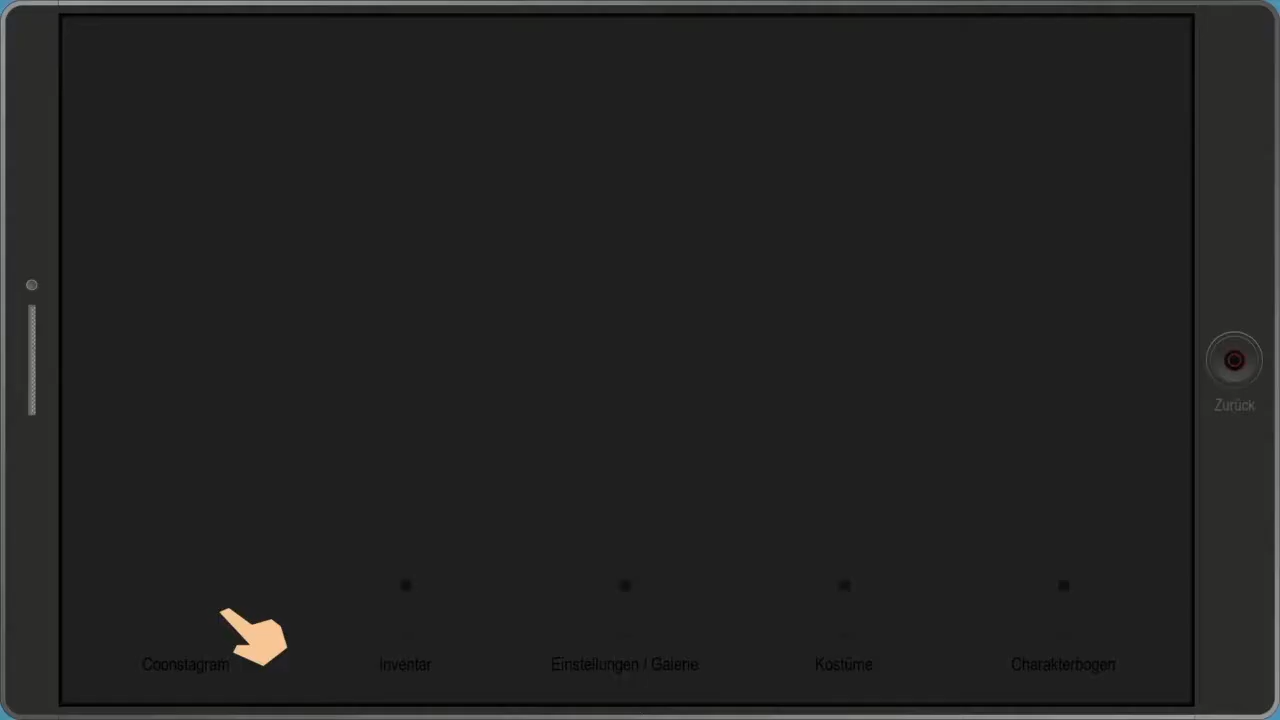 Zurück
Coonstagram
Inventar
Einstellungen / Galerie
Kostüme
Charakterbogen